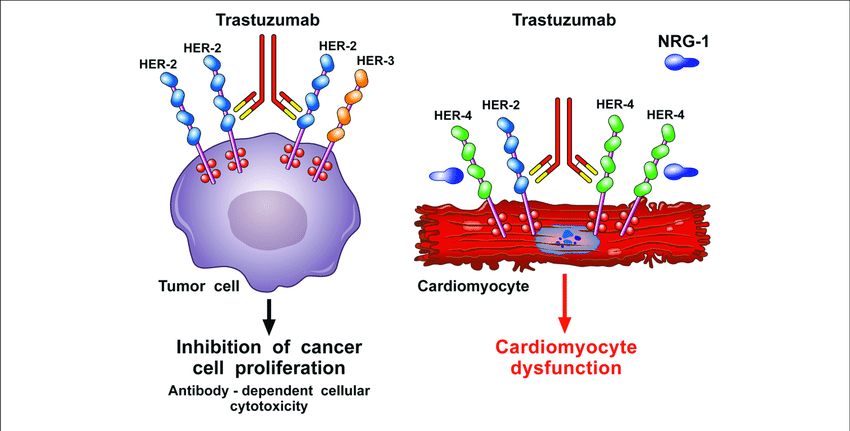 Trastuzumab
HER-2
HER-2
HER-2
HER-3
Tumor cell
Inhibition of cancer
cell proliferation
Antibody - dependent cellular
cytotoxicity
Trastuzumab
NRG-1
HER-4
HER-2
HER-4
HER-4
Cardiomyocyte
Cardiomyocyte
dysfunction